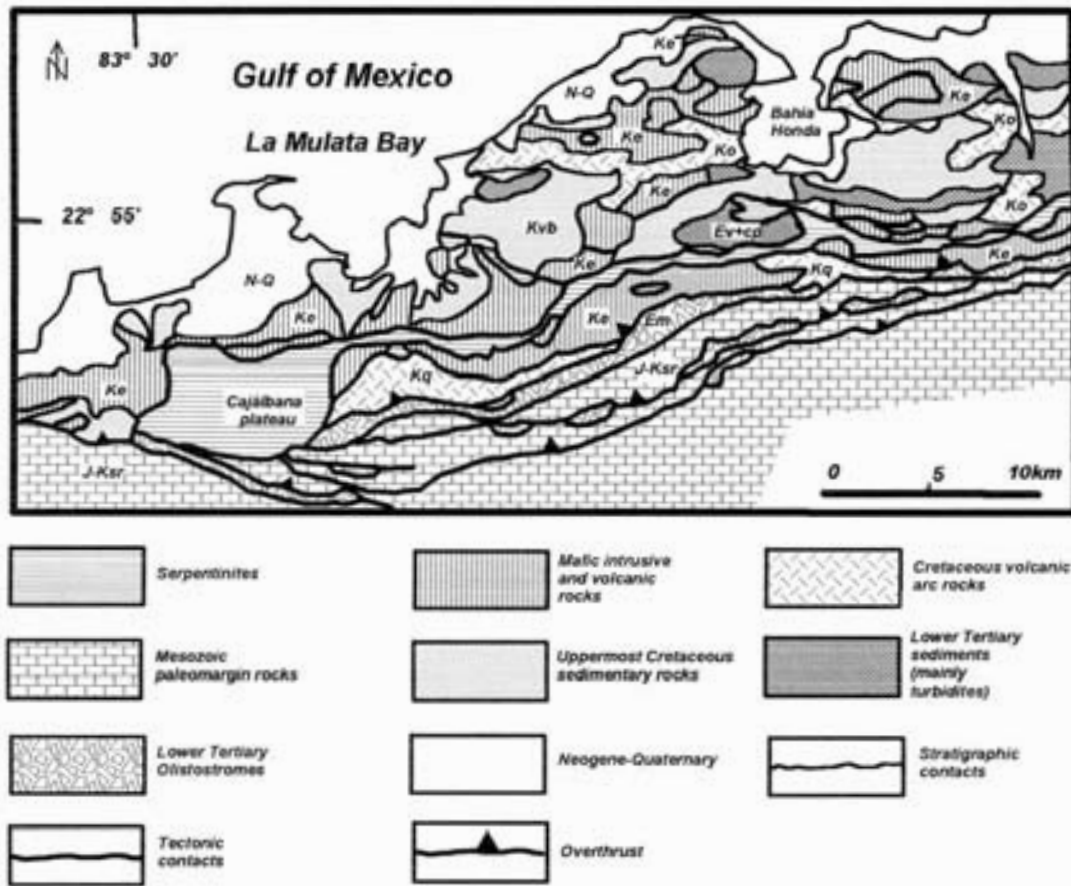 83° 30'
Gulf of Mexico
La Mulata Bay
22° 55'
N-Q
Ke
N-Q
Ke
Ko
Ke
Bahia
Honda
Ke
Ko
Ko
Kvb
Ke
Ev+co
Kq
Ke
Ke
Ke
Em
Ke
Kq
J-Ksr
Cajalbana
plateau
J-Ksr
0 5 10km
Serpentinites
Mafic intrusive
and volcanic
rocks
Cretaceous volcanic
arc rocks
Mesozoic
paleomargin rocks
Uppermost Cretaceous
sedimentary rocks
Lower Tertiary
sediments
(mainly
turbidites)
Lower Tertiary
Olistostromes
Neogene-Quaternary
Stratigraphic
contacts
Tectonic
contacts
Overthrust